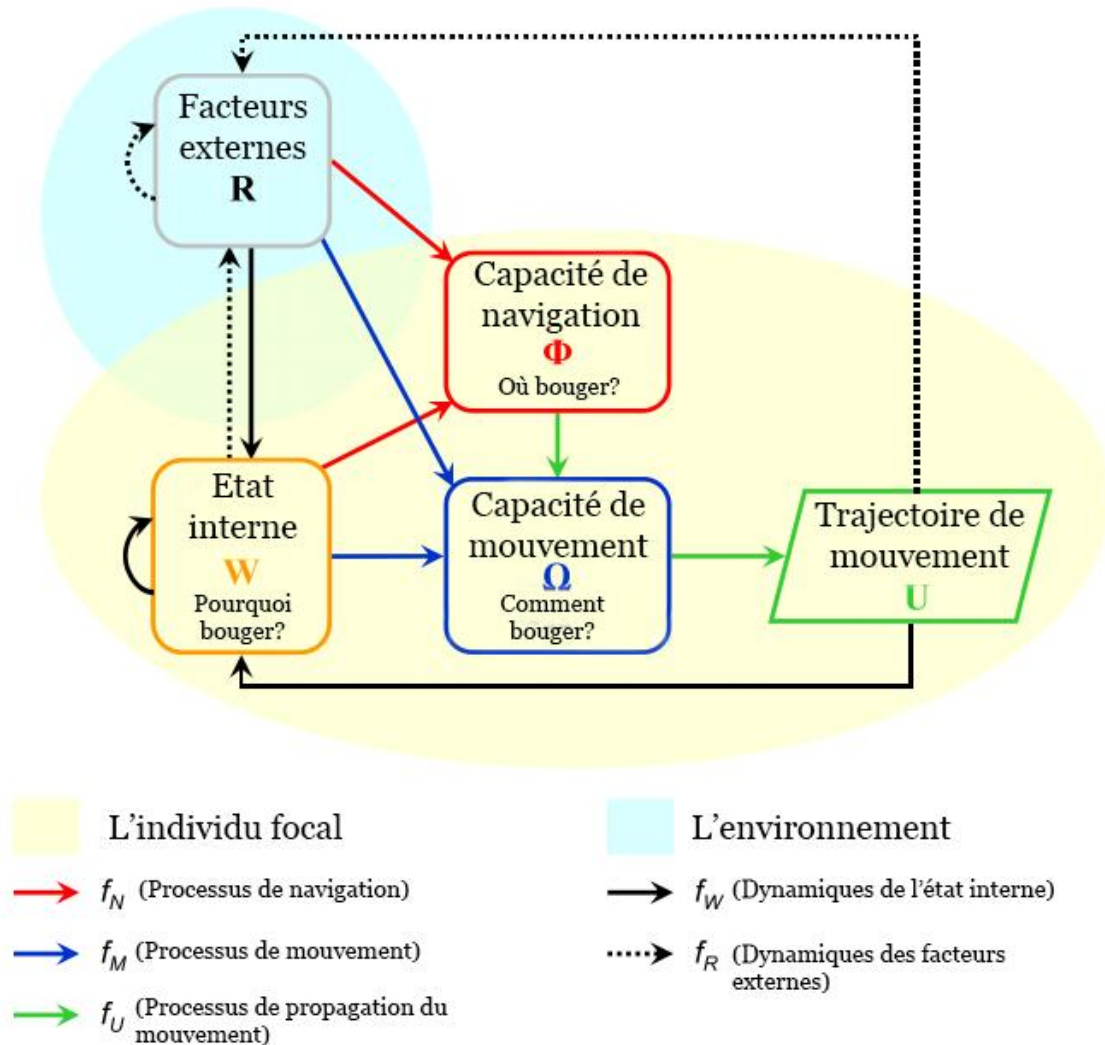 Facteurs
externes
R
Capacité de
navigation
Φ
Où bouger?
Etat
interne
W
Pourquoi
bouger?
Capacité de
mouvement
Ω
Comment
bouger?
Trajectoire de
mouvement
U
L'individu focal
L'environnement
f_N (Processus de navigation)
f_W (Dynamiques de l'état interne)
f_M (Processus de mouvement)
f_R (Dynamiques des facteurs
externes)
f_U (Processus de propagation du
mouvement)